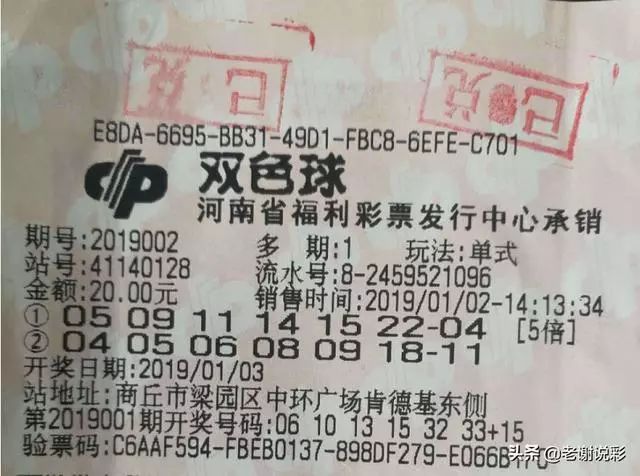 已兑
已兑
E8DA-6695-BB31-49D1-FBC8-6EFE-C701
双色球
河南省福利彩票发行中心承销
期号:2019002 多期:1 玩法:单式
站号:41140128 流水号:8-2459521096
金额:20.00元 销售时间:2019/01/02-14:13:34
① 05 09 11 14 15 22-04 [5倍]
② 04 05 06 08 09 18-11
开奖日期:2019/01/03
站地址:商丘市梁园区中环广场肯德基东侧
第2019001期开奖号码:06 10 13 15 32 33+15
验票码:C6AAF594-FBEB0137-898DF279-E066B
头条 @老谢说彩